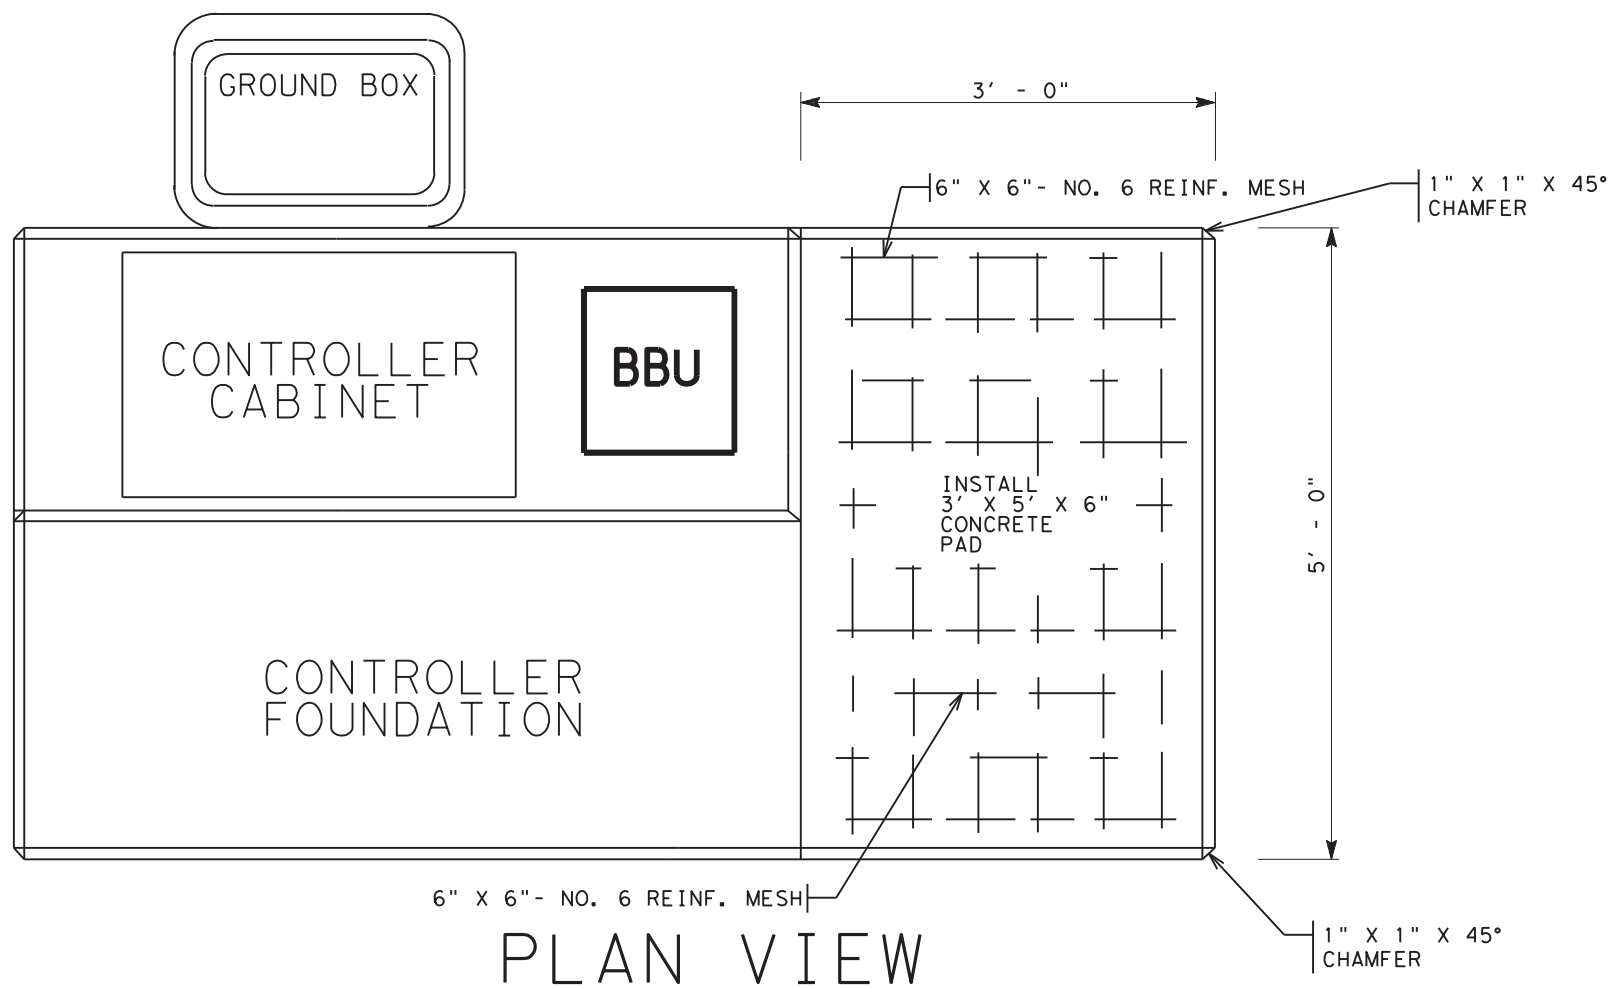 GROUND BOX
3' - 0"
6" X 6"- NO. 6 REINF. MESH
1" X 1" X 45°
CHAMFER
CONTROLLER
CABINET
BBU
INSTALL
3' X 5' X 6"
CONCRETE
PAD
5' - 0"
CONTROLLER
FOUNDATION
6" X 6"- NO. 6 REINF. MESH
1" X 1" X 45°
CHAMFER
PLAN VIEW